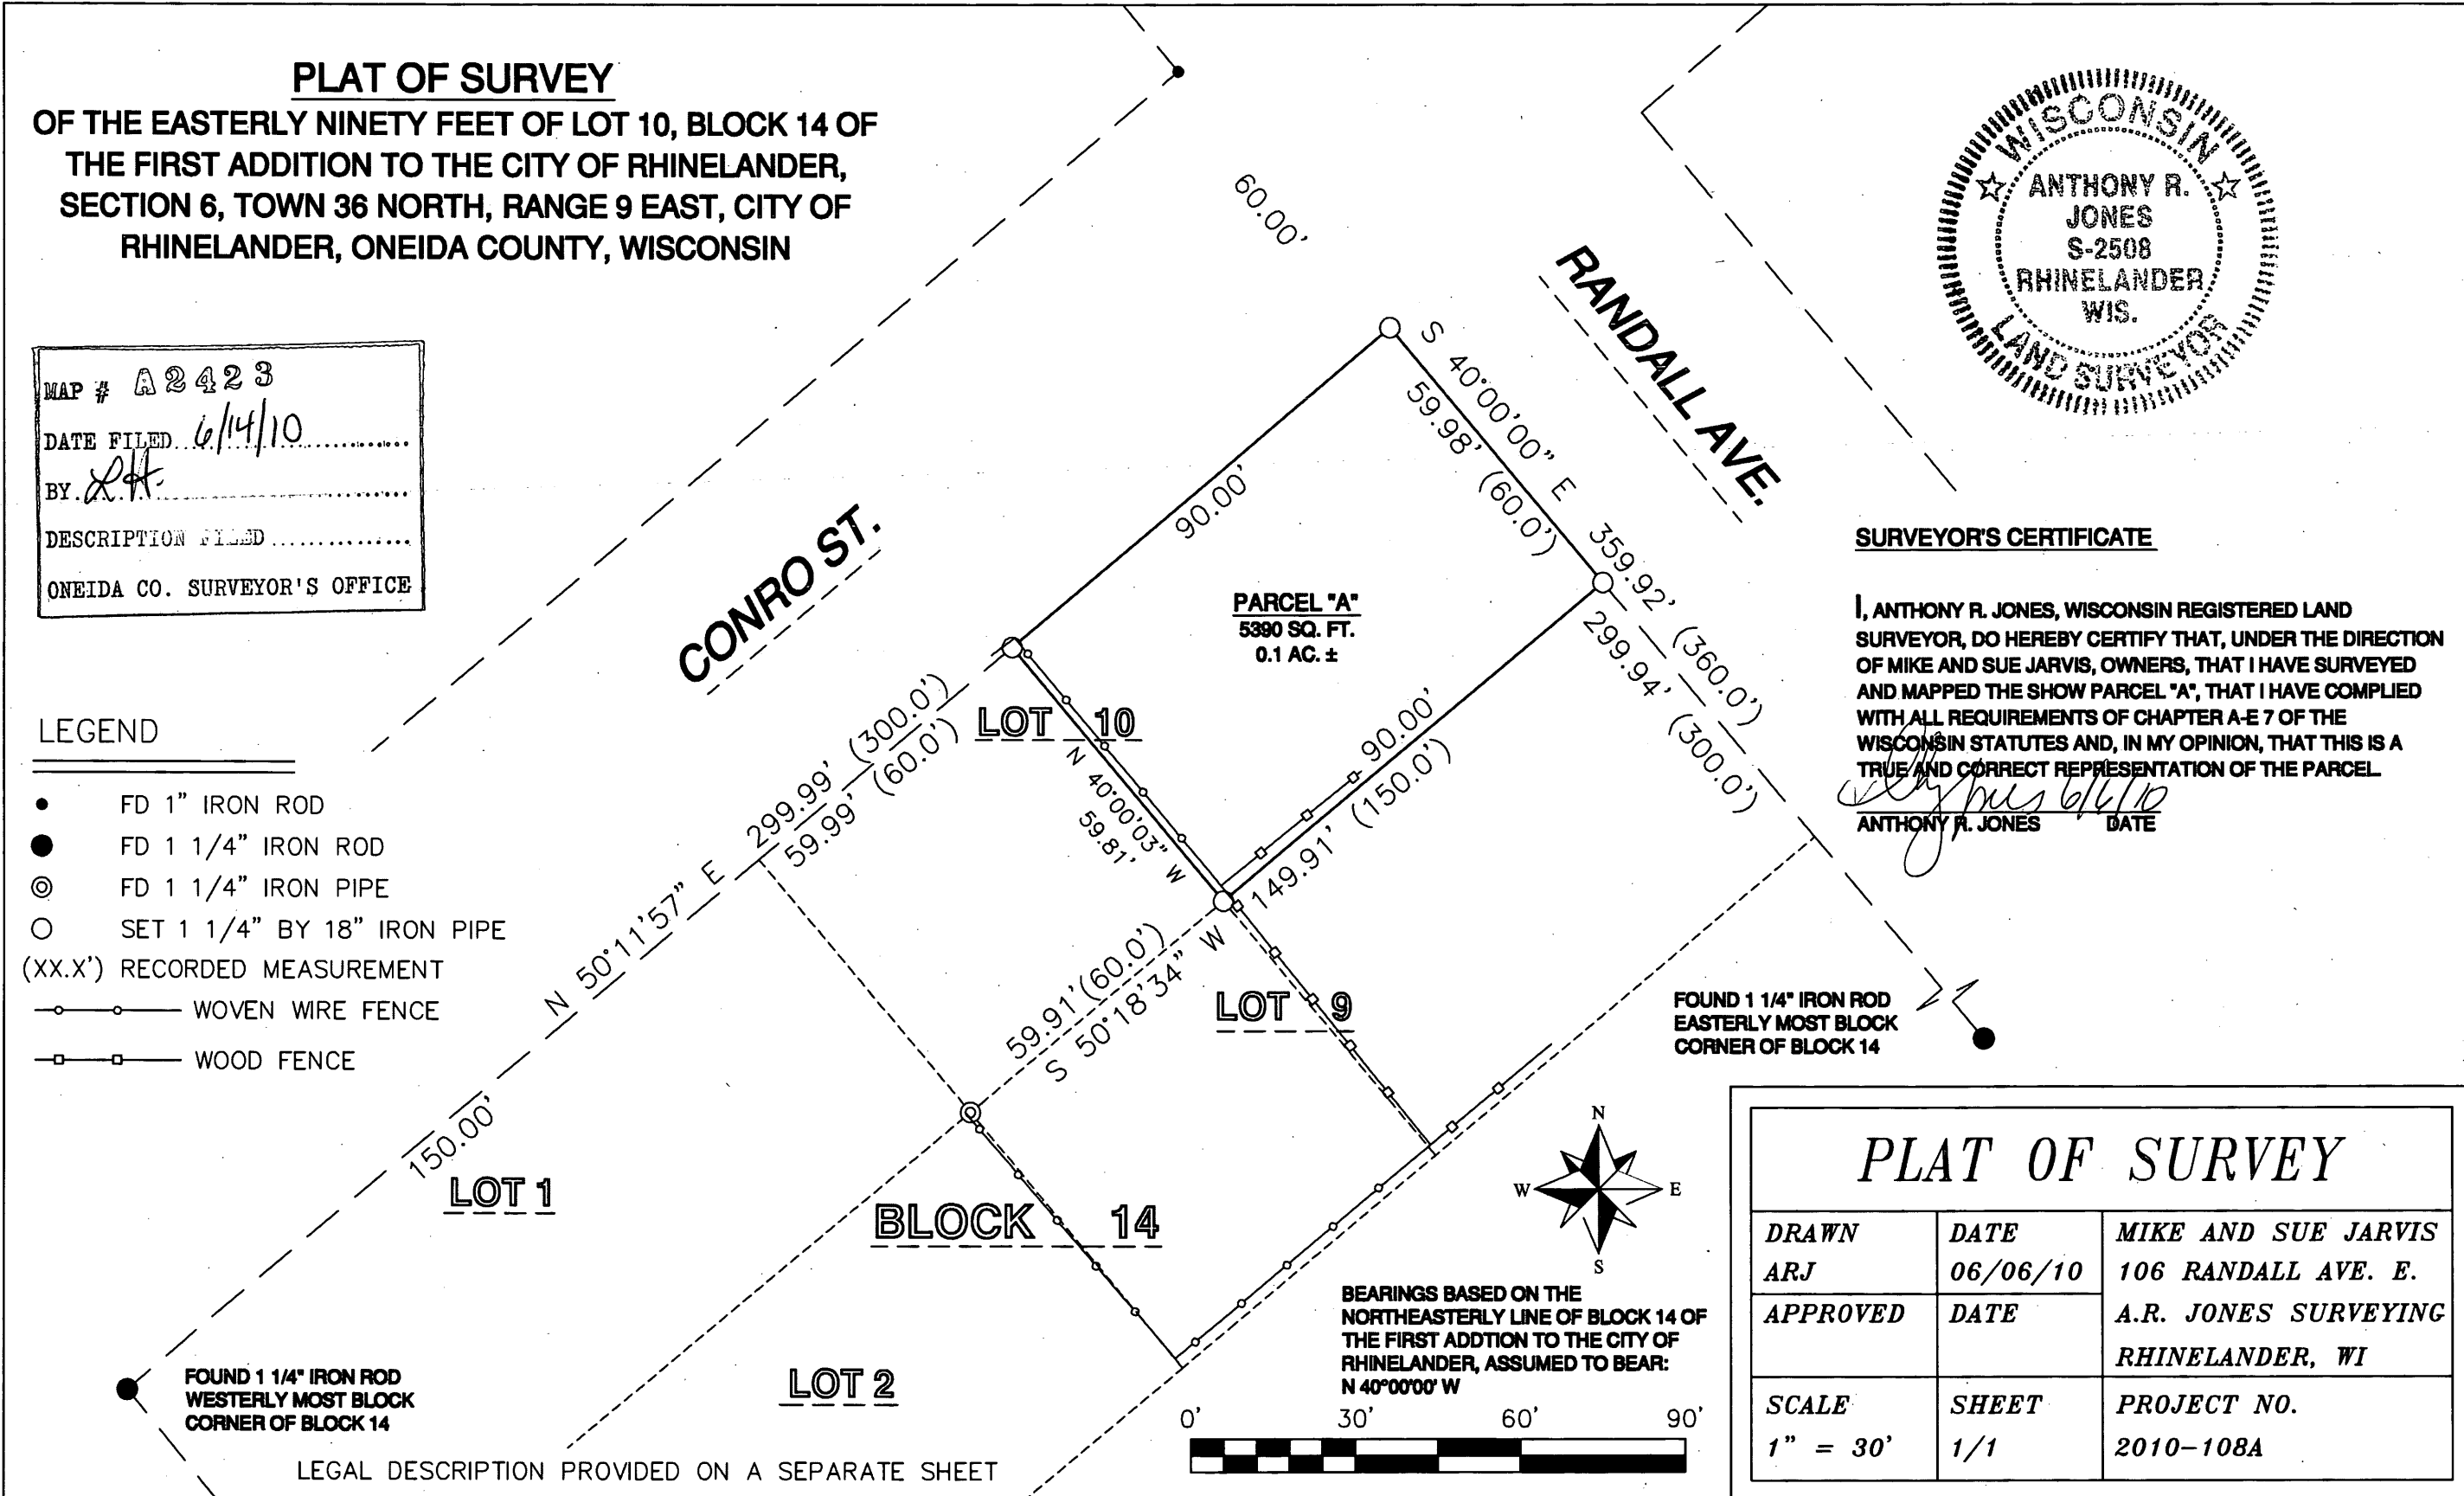 PLAT OF SURVEY
OF THE EASTERLY NINETY FEET OF LOT 10, BLOCK 14 OF
THE FIRST ADDITION TO THE CITY OF RHINELANDER,
SECTION 6, TOWN 36 NORTH, RANGE 9 EAST, CITY OF
RHINELANDER, ONEIDA COUNTY, WISCONSIN
MAP # A2423
DATE FILED 6/14/10
BY. L.H.
DESCRIPTION FILED
ONEIDA CO. SURVEYOR'S OFFICE
LEGEND
FD 1" IRON ROD
FD 1 1/4" IRON ROD
FD 1 1/4" IRON PIPE
SET 1 1/4" BY 18" IRON PIPE
(XX.X') RECORDED MEASUREMENT
WOVEN WIRE FENCE
WOOD FENCE
WISCONSIN
ANTHONY R.
JONES
S-2508
RHINELANDER
WIS.
LAND SURVEYOR
60.00'
RANDALL AVE.
CONRO ST.
S 40°00'00" E 359.92' (360.0')
59.98' (60.0')
299.94' (300.0')
90.00'
PARCEL "A"
5390 SQ. FT.
0.1 AC. ±
LOT 10
N 40°00'03" W
59.81'
90.00'
149.91' (150.0')
N 50°11'57" E 299.99' (300.0')
59.99' (60.0')
150.00'
59.91' (60.0')
S 50°18'34" W
LOT 9
LOT 1
BLOCK 14
LOT 2
SURVEYOR'S CERTIFICATE
I, ANTHONY R. JONES, WISCONSIN REGISTERED LAND
SURVEYOR, DO HEREBY CERTIFY THAT, UNDER THE DIRECTION
OF MIKE AND SUE JARVIS, OWNERS, THAT I HAVE SURVEYED
AND MAPPED THE SHOW PARCEL "A", THAT I HAVE COMPLIED
WITH ALL REQUIREMENTS OF CHAPTER A-E 7 OF THE
WISCONSIN STATUTES AND, IN MY OPINION, THAT THIS IS A
TRUE AND CORRECT REPRESENTATION OF THE PARCEL
6/6/10
ANTHONY R. JONES DATE
FOUND 1 1/4" IRON ROD
EASTERLY MOST BLOCK
CORNER OF BLOCK 14
FOUND 1 1/4" IRON ROD
WESTERLY MOST BLOCK
CORNER OF BLOCK 14
LEGAL DESCRIPTION PROVIDED ON A SEPARATE SHEET
N
W
E
S
BEARINGS BASED ON THE
NORTHEASTERLY LINE OF BLOCK 14 OF
THE FIRST ADDTION TO THE CITY OF
RHINELANDER, ASSUMED TO BEAR:
N 40°00'00' W
0' 30' 60' 90'
PLAT OF SURVEY
DRAWN
ARJ
DATE
06/06/10
MIKE AND SUE JARVIS
106 RANDALL AVE. E.
APPROVED
DATE
A.R. JONES SURVEYING
RHINELANDER, WI
SCALE
1" = 30'
SHEET
1/1
PROJECT NO.
2010-108A